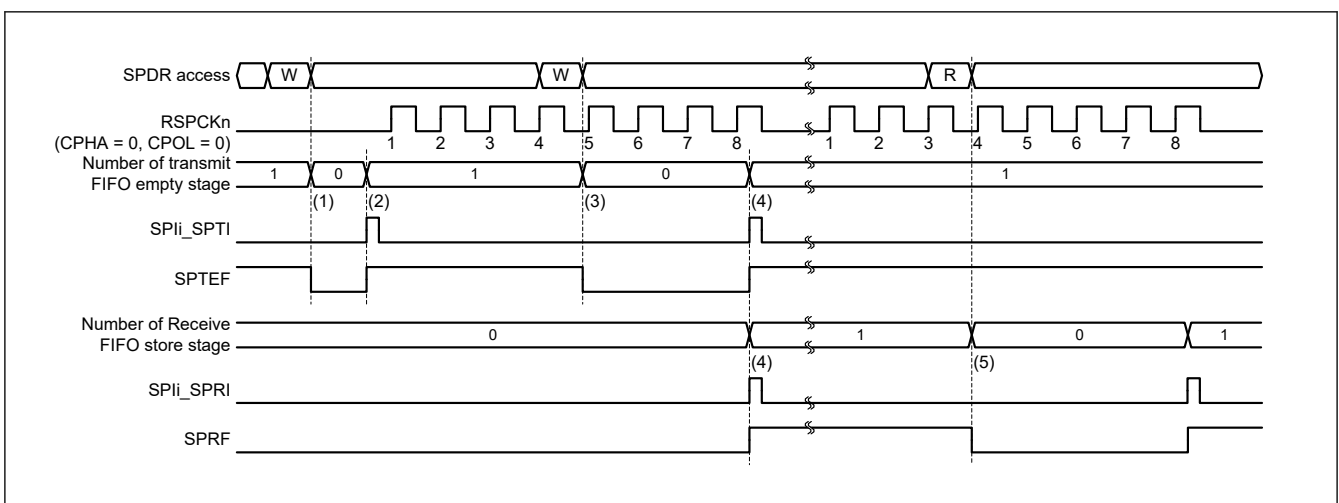 SPDR access W W R
RSPCKn
(CPHA = 0, CPOL = 0) 1 2 3 4 5 6 7 8 1 2 3 4 5 6 7 8
Number of transmit
FIFO empty stage 1 0 1 0 1
(1) (2) (3) (4)
SPIi_SPTI
SPTEF
Number of Receive
FIFO store stage 0 1 0 1
(4) (5)
SPIi_SPRI
SPRF